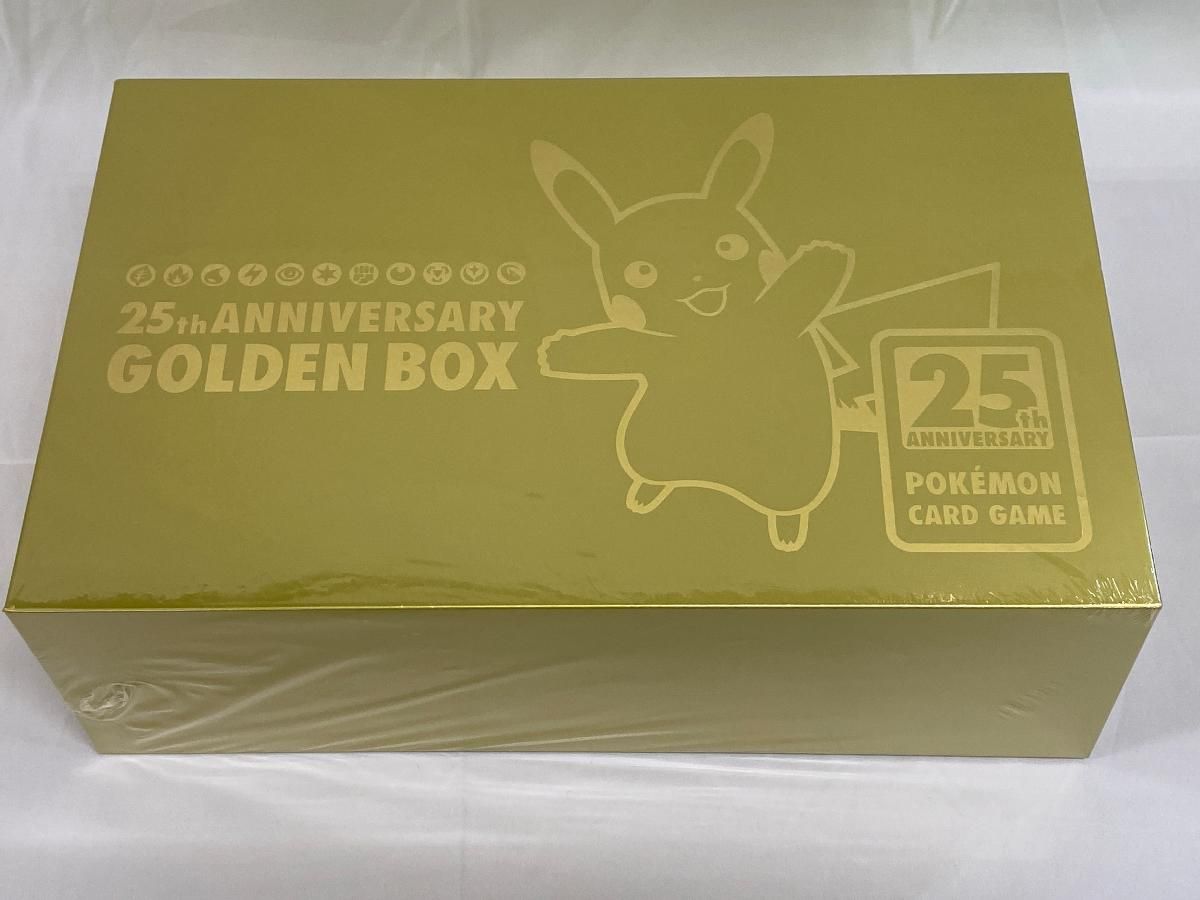 25th ANNIVERSARY
GOLDEN BOX
25th
ANNIVERSARY
POKÉMON
CARD GAME